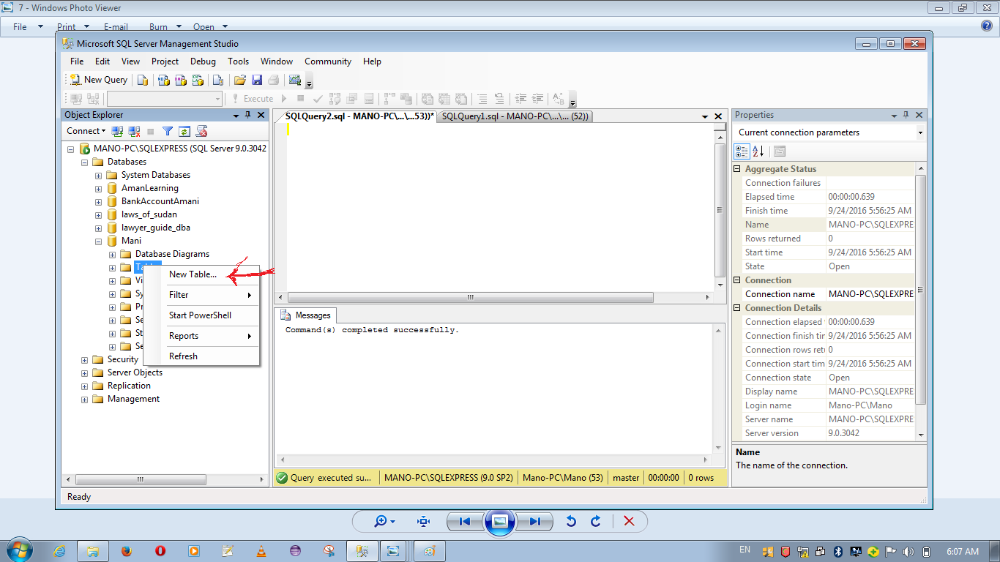 7 - Windows Photo Viewer
File Print E-mail Burn Open
Microsoft SQL Server Management Studio
File Edit View Project Debug Tools Window Community Help
New Query
Execute
Object Explorer
Connect
MANO-PC\SQLEXPRESS (SQL Server 9.0.3042
Databases
System Databases
AmanLearning
BankAccountAmani
laws_of_sudan
lawyer_guide_dba
Mani
Database Diagrams
New Table...
Filter
Start PowerShell
Reports
Refresh
Security
Server Objects
Replication
Management
SQLQuery2.sql - MANO-PC\...\...53))* SQLQuery1.sql - MANO-PC\...\... (52))
Messages
Command(s) completed successfully.
Query executed su... MANO-PC\SQLEXPRESS (9.0 SP2) Mano-PC\Mano (53) master 00:00:00 0 rows
Properties
Current connection parameters
Aggregate Status
Connection failures
Elapsed time 00:00:00.639
Finish time 9/24/2016 5:56:25 AM
Name MANO-PC\SQLEXPRE
Rows returned 0
Start time 9/24/2016 5:56:25 AM
State Open
Connection
Connection name MANO-PC\SQLEXPRE
Connection Details
Connection elapsed 00:00:00.639
Connection finish tin 9/24/2016 5:56:25 AM
Connection rows retu 0
Connection start tim 9/24/2016 5:56:25 AM
Connection state Open
Display name MANO-PC\SQLEXPRE
Login name Mano-PC\Mano
Server name MANO-PC\SQLEXPRE
Server version 9.0.3042
Name
The name of the connection.
Ready
EN 6:07 AM